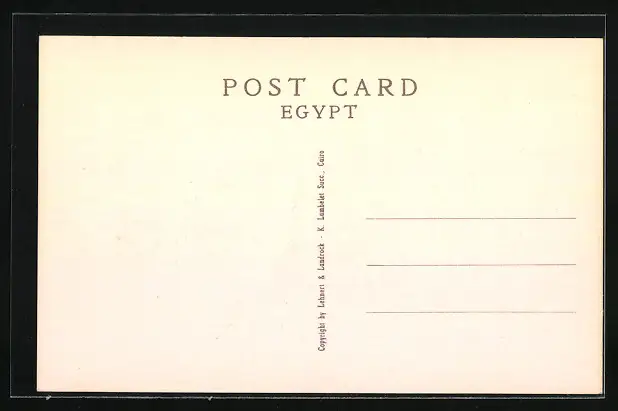 POST CARD
EGYPT
Copyright by Lehnert & Landrock - K. Lambelet Succ., Cairo